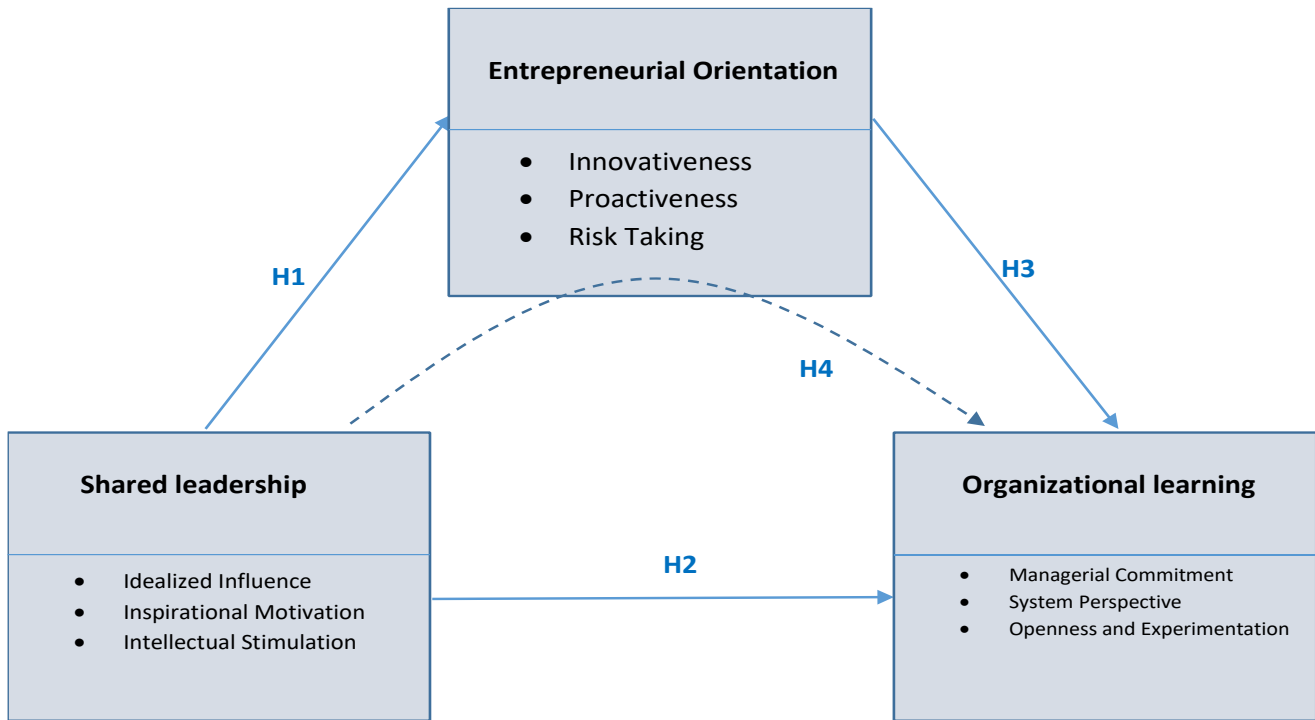 Entrepreneurial Orientation
• Innovativeness
• Proactiveness
• Risk Taking
H1
H3
H4
Shared leadership
• Idealized Influence
• Inspirational Motivation
• Intellectual Stimulation
H2
Organizational learning
• Managerial Commitment
• System Perspective
• Openness and Experimentation